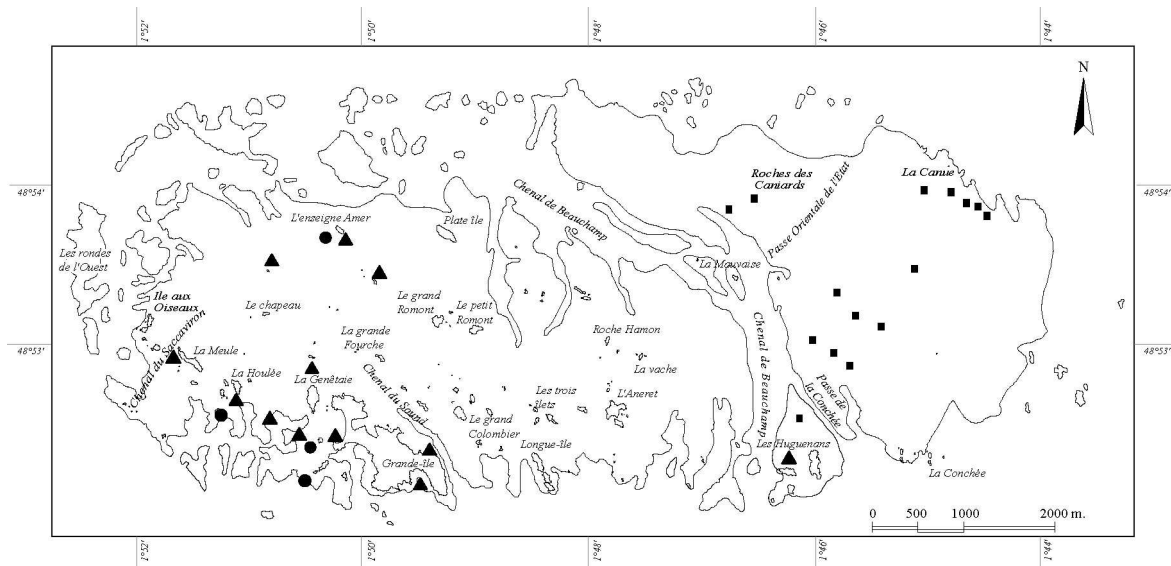 1°52'
1°50'
1°48'
1°46'
1°44'
N
48°54'
48°54'
Roches des
Caniards
La Canue
Passe Orientale de l'Etat
Chenal de Beauchamp
L'enseigne Amer
Plate île
Les rondes
de l'Ouest
La Mauvaise
Ile aux
Oiseaux
Chenal du Saccaviron
Le chapeau
Le grand
Romont
Le petit
Romont
La grande
Fourche
Roche Hamon
48°53'
48°53'
La Meule
La Houlée
La Genêtaie
La vache
Chenal du Sound
Chenal de Beauchamp
Passe de
la Conchée
Les trois
îlets
L'Aneret
Le grand
Colombier
Longue-île
Les Huguenans
Grande-île
La Conchée
0 500 1000 2000 m.
1°52'
1°50'
1°48'
1°46'
1°44'